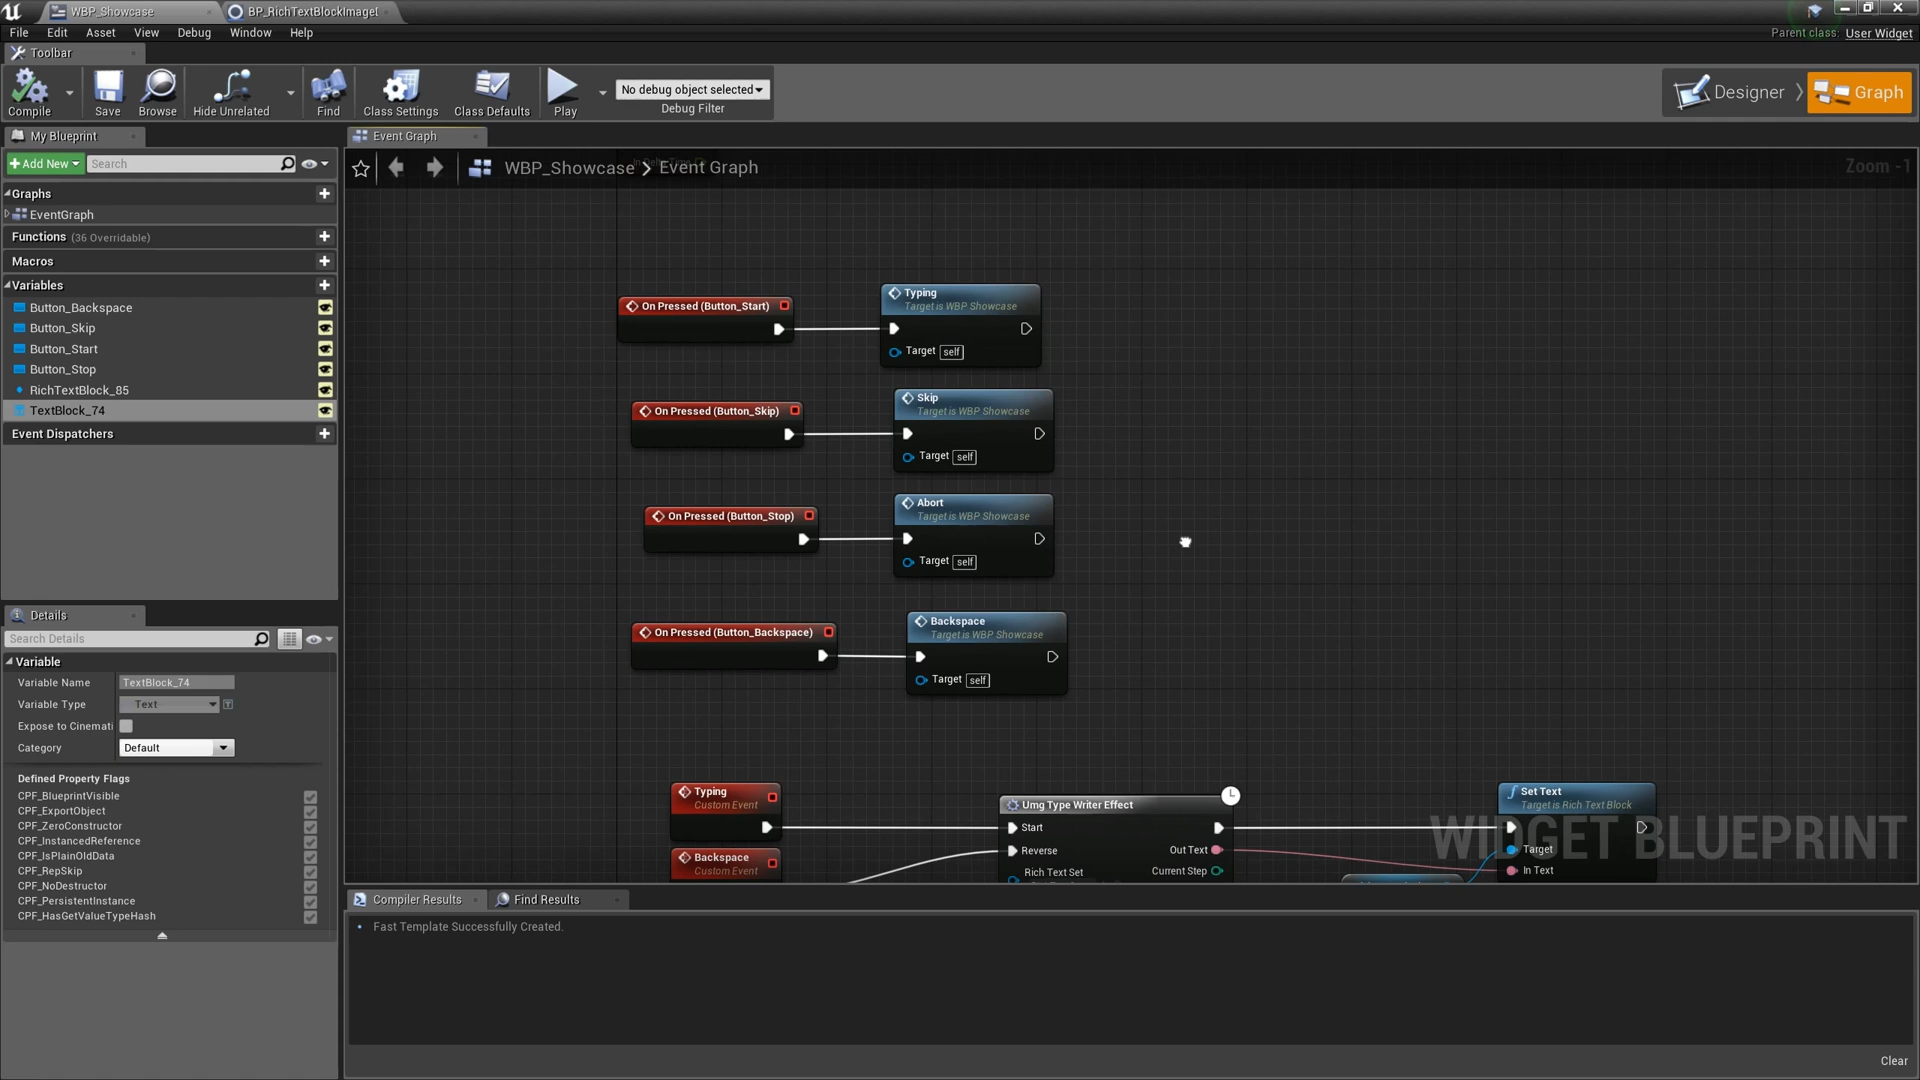 WBP_Showcase
BP_RichTextBlockImage
File Edit Asset View Debug Window Help
Parent class: User Widget
Toolbar
Compile
Save
Browse
Hide Unrelated
Find
Class Settings
Class Defaults
Play
No debug object selected
Debug Filter
Designer
Graph
My Blueprint
Add New
Search
Graphs
EventGraph
Functions (36 Overridable)
Macros
Variables
Button_Backspace
Button_Skip
Button_Start
Button_Stop
RichTextBlock_85
TextBlock_74
Event Dispatchers
Details
Search Details
Variable
Variable Name TextBlock_74
Variable Type Text
Expose to Cinemati
Category Default
Defined Property Flags
CPF_BlueprintVisible
CPF_ExportObject
CPF_ZeroConstructor
CPF_InstancedReference
CPF_IsPlainOldData
CPF_RepSkip
CPF_NoDestructor
CPF_PersistentInstance
CPF_HasGetValueTypeHash
Event Graph
WBP_Showcase > Event Graph
Zoom -1
On Pressed (Button_Start)
Typing
Target is WBP Showcase
Target self
On Pressed (Button_Skip)
Skip
Target is WBP Showcase
Target self
On Pressed (Button_Stop)
Abort
Target is WBP Showcase
Target self
On Pressed (Button_Backspace)
Backspace
Target is WBP Showcase
Target self
Typing
Custom Event
Backspace
Custom Event
Umg Type Writer Effect
Start
Reverse
Out Text
Rich Text Set
Current Step
Set Text
Target is Rich Text Block
Target
In Text
WIDGET BLUEPRINT
Compiler Results
Find Results
Fast Template Successfully Created.
Clear